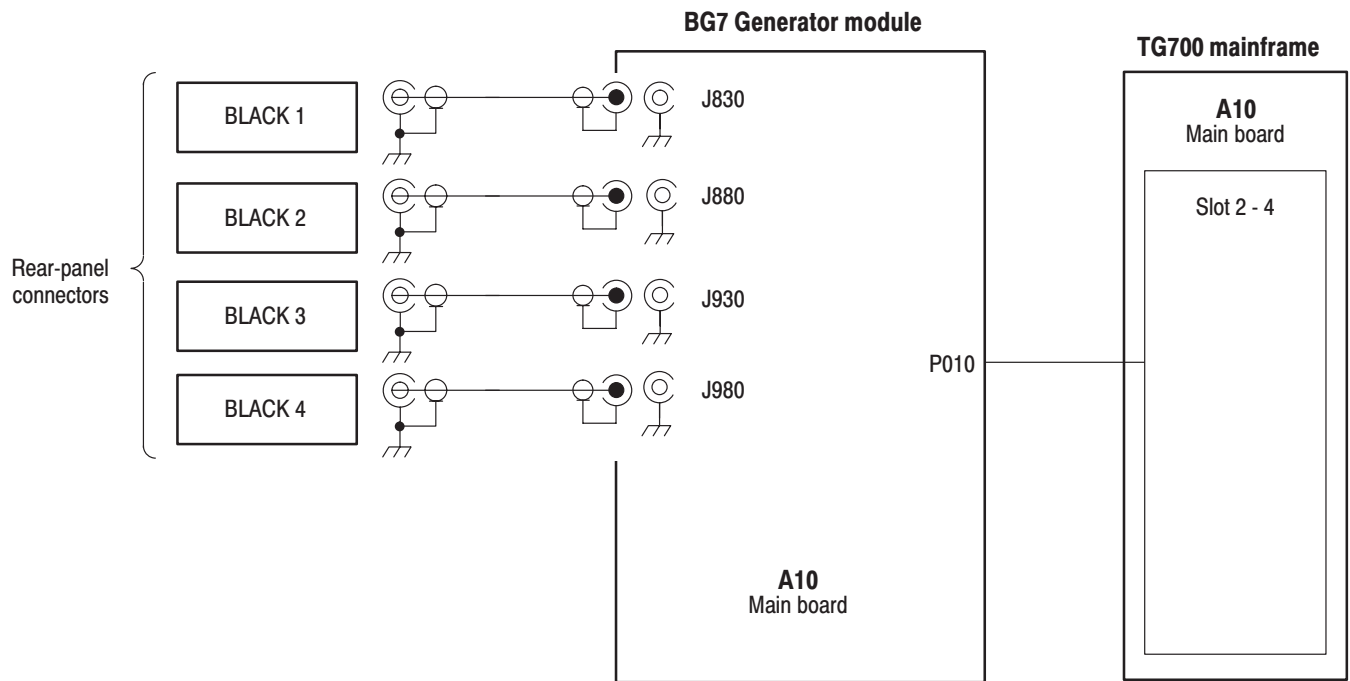 BG7 Generator module
TG700 mainframe
BLACK 1
J830
A10
Main board
BLACK 2
J880
Slot 2 - 4
Rear-panel
connectors
BLACK 3
J930
P010
BLACK 4
J980
A10
Main board